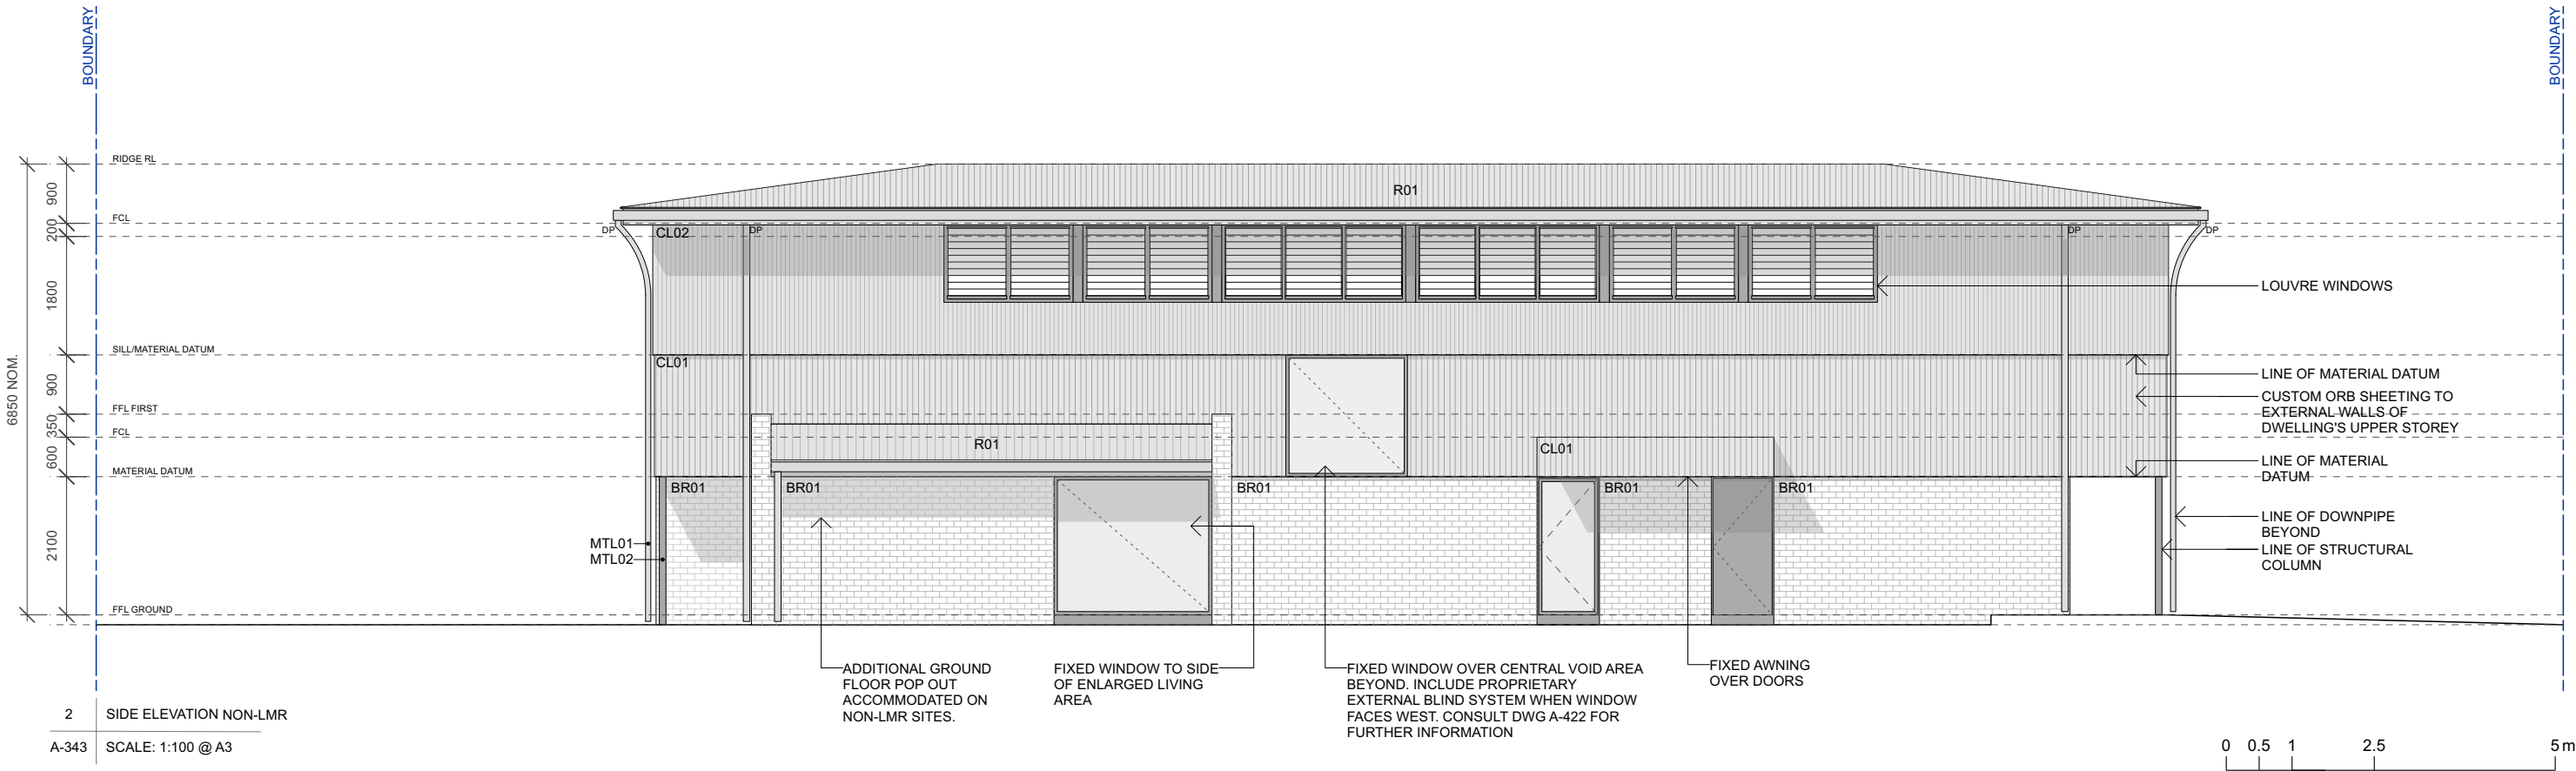 BOUNDARY
BOUNDARY
RIDGE RL
900
R01
FCL
200
DP
CL02
DP
DP
DP
1800
LOUVRE WINDOWS
SILL/MATERIAL DATUM
CL01
LINE OF MATERIAL DATUM
6850 NOM.
900
CUSTOM ORB SHEETING TO
EXTERNAL WALLS OF
DWELLING'S UPPER STOREY
FFL FIRST
350
FCL
R01
CL01
600
LINE OF MATERIAL
DATUM
MATERIAL DATUM
BR01
BR01
BR01
BR01
BR01
2100
LINE OF DOWNPIPE
BEYOND
MTL01
MTL02
LINE OF STRUCTURAL
COLUMN
FFL GROUND
ADDITIONAL GROUND
FLOOR POP OUT
ACCOMMODATED ON
NON-LMR SITES.
FIXED WINDOW TO SIDE
OF ENLARGED LIVING
AREA
FIXED WINDOW OVER CENTRAL VOID AREA
BEYOND. INCLUDE PROPRIETARY
EXTERNAL BLIND SYSTEM WHEN WINDOW
FACES WEST. CONSULT DWG A-422 FOR
FURTHER INFORMATION
FIXED AWNING
OVER DOORS
2 SIDE ELEVATION NON-LMR
A-343 SCALE: 1:100 @ A3
0 0.5 1 2.5 5 m